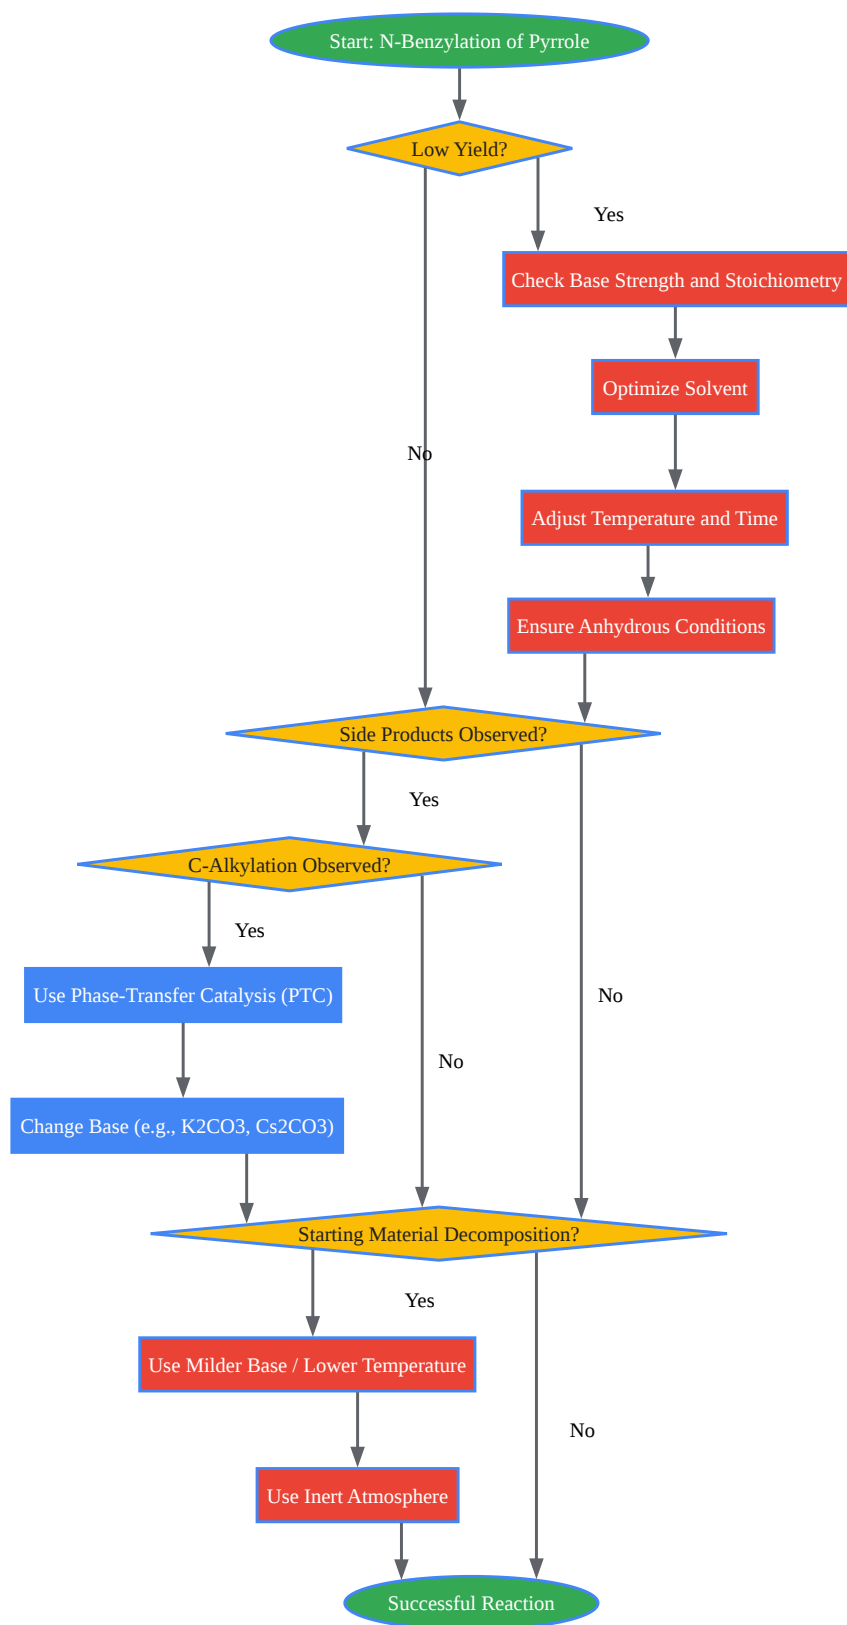 Start: N-Benzylation of Pyrrole
Low Yield?
Yes
Check Base Strength and Stoichiometry
Optimize Solvent
No
Adjust Temperature and Time
Ensure Anhydrous Conditions
Side Products Observed?
Yes
C-Alkylation Observed?
Yes
Use Phase-Transfer Catalysis (PTC)
No
No
Change Base (e.g., K2CO3, Cs2CO3)
Starting Material Decomposition?
Yes
Use Milder Base / Lower Temperature
No
Use Inert Atmosphere
Successful Reaction